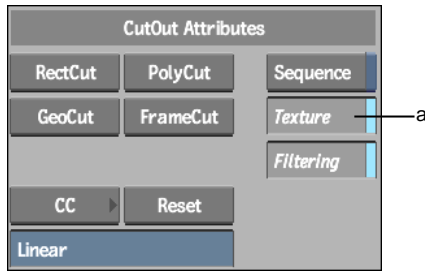 CutOut Attributes
RectCut PolyCut Sequence
GeoCut FrameCut Texture a
Filtering
CC Reset
Linear